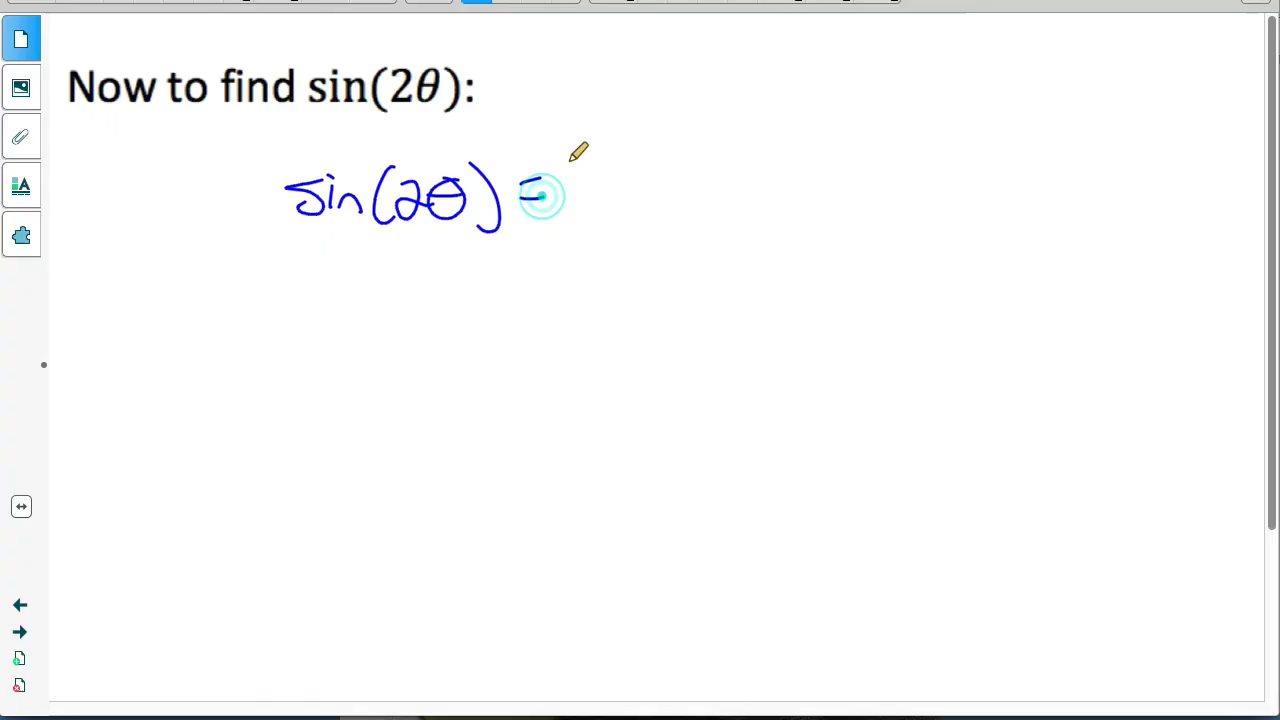 Now to find sin(2θ):
sin(2θ) =